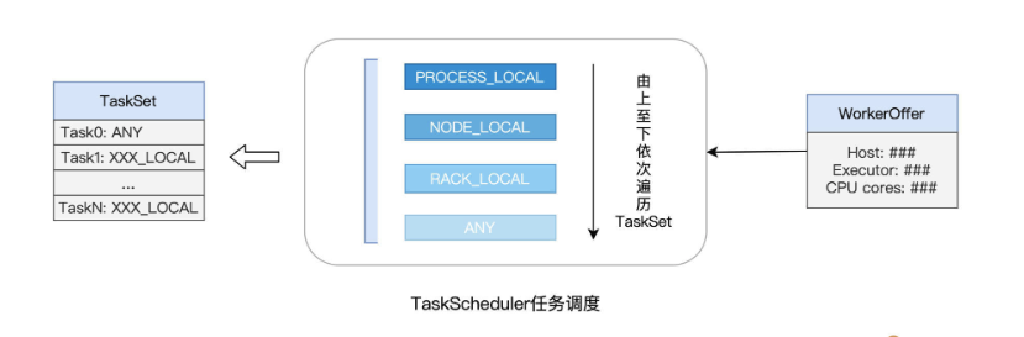 TaskSet
Task0: ANY
Task1: XXX_LOCAL
...
TaskN: XXX_LOCAL
PROCESS_LOCAL
NODE_LOCAL
RACK_LOCAL
ANY
由上至下依次遍历
TaskSet
WorkerOffer
Host: ###
Executor: ###
CPU cores: ###
TaskScheduler任务调度